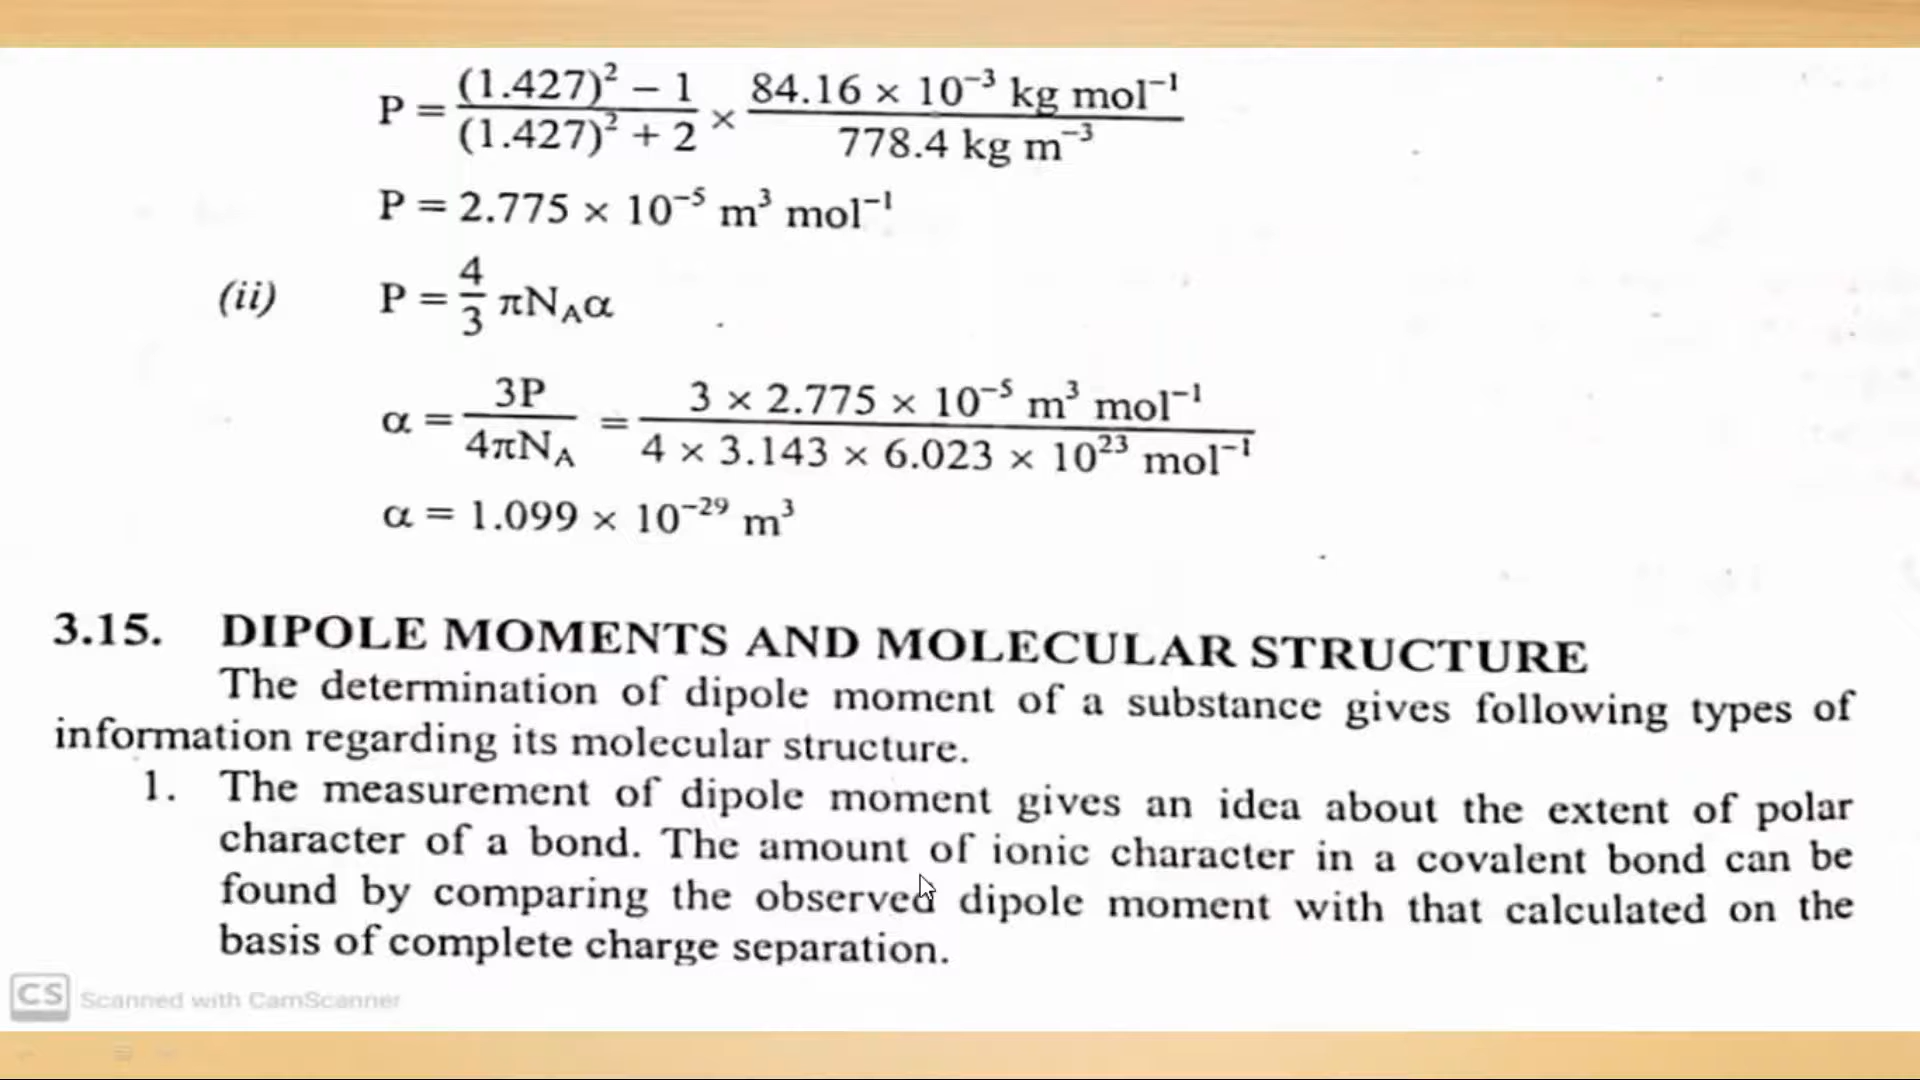 P = (1.427)² – 1 / (1.427)² + 2 × 84.16 × 10⁻³ kg mol⁻¹ / 778.4 kg m⁻³
P = 2.775 × 10⁻⁵ m³ mol⁻¹
(ii) P = 4/3 πN_Aα
α = 3P / 4πN_A = 3 × 2.775 × 10⁻⁵ m³ mol⁻¹ / 4 × 3.143 × 6.023 × 10²³ mol⁻¹
α = 1.099 × 10⁻²⁹ m³
3.15. DIPOLE MOMENTS AND MOLECULAR STRUCTURE
The determination of dipole moment of a substance gives following types of
information regarding its molecular structure.
1. The measurement of dipole moment gives an idea about the extent of polar
character of a bond. The amount of ionic character in a covalent bond can be
found by comparing the observed dipole moment with that calculated on the
basis of complete charge separation.
CS Scanned with CamScanner